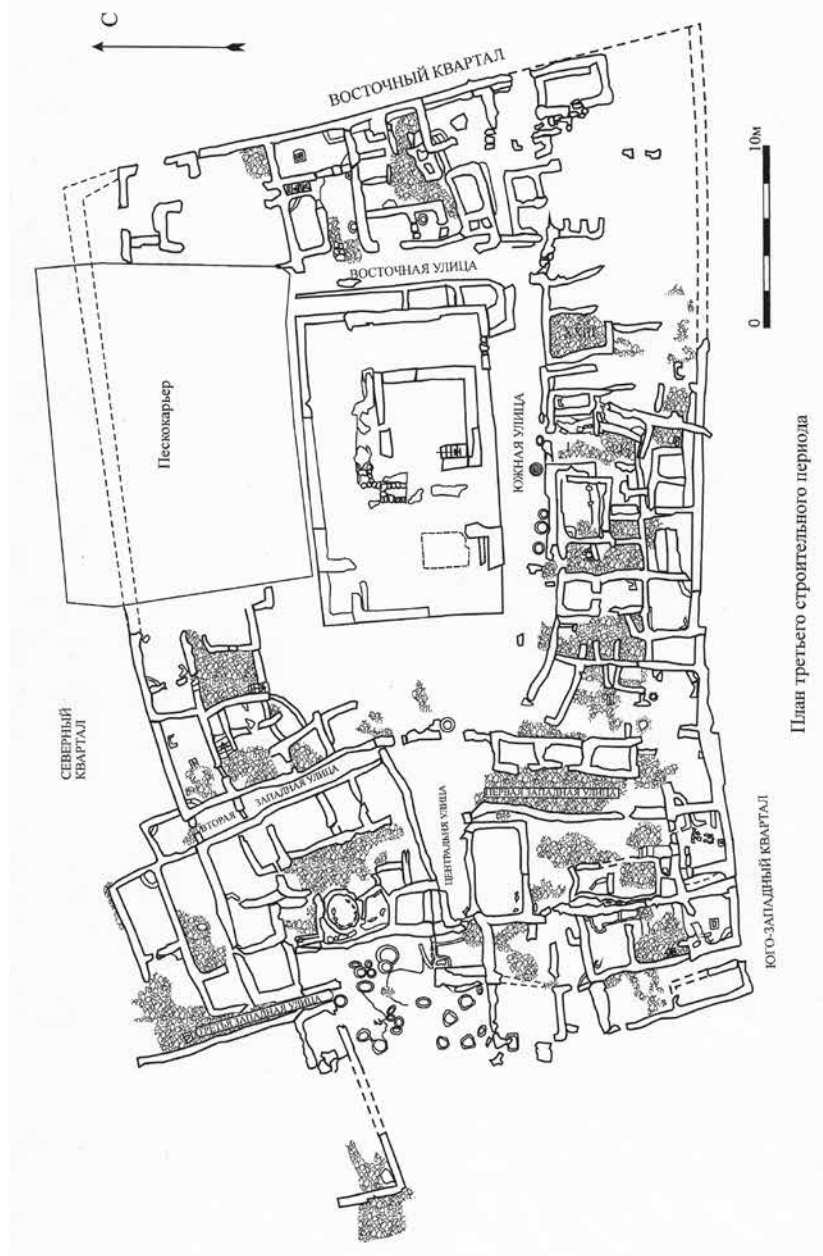 С
ВОСТОЧНЫЙ КВАРТАЛ
Пескокарьер
ВОСТОЧНАЯ УЛИЦА
СЕВЕРНЫЙ
КВАРТАЛ
ВТОРАЯ ЗАПАДНАЯ УЛИЦА
ЮЖНАЯ УЛИЦА
ЦЕНТРАЛЬНЯ УЛИЦА
ПЕРВАЯ ЗАПАДНАЯ УЛИЦА
ТРЕТЬЯ ЗАПАДНАЯ УЛИЦА
ЮГО-ЗАПАДНЫЙ КВАРТАЛ
0 10м
План третьего строительного периода